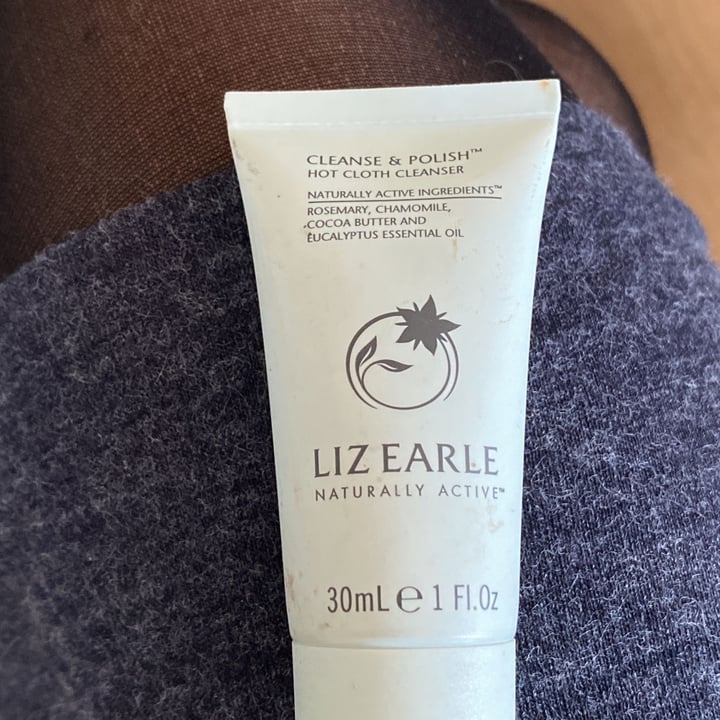 CLEANSE & POLISH™
HOT CLOTH CLEANSER
NATURALLY ACTIVE INGREDIENTS™
ROSEMARY, CHAMOMILE,
COCOA BUTTER AND
EUCALYPTUS ESSENTIAL OIL
LIZ EARLE
NATURALLY ACTIVE™
30mL ℮ 1 Fl.Oz